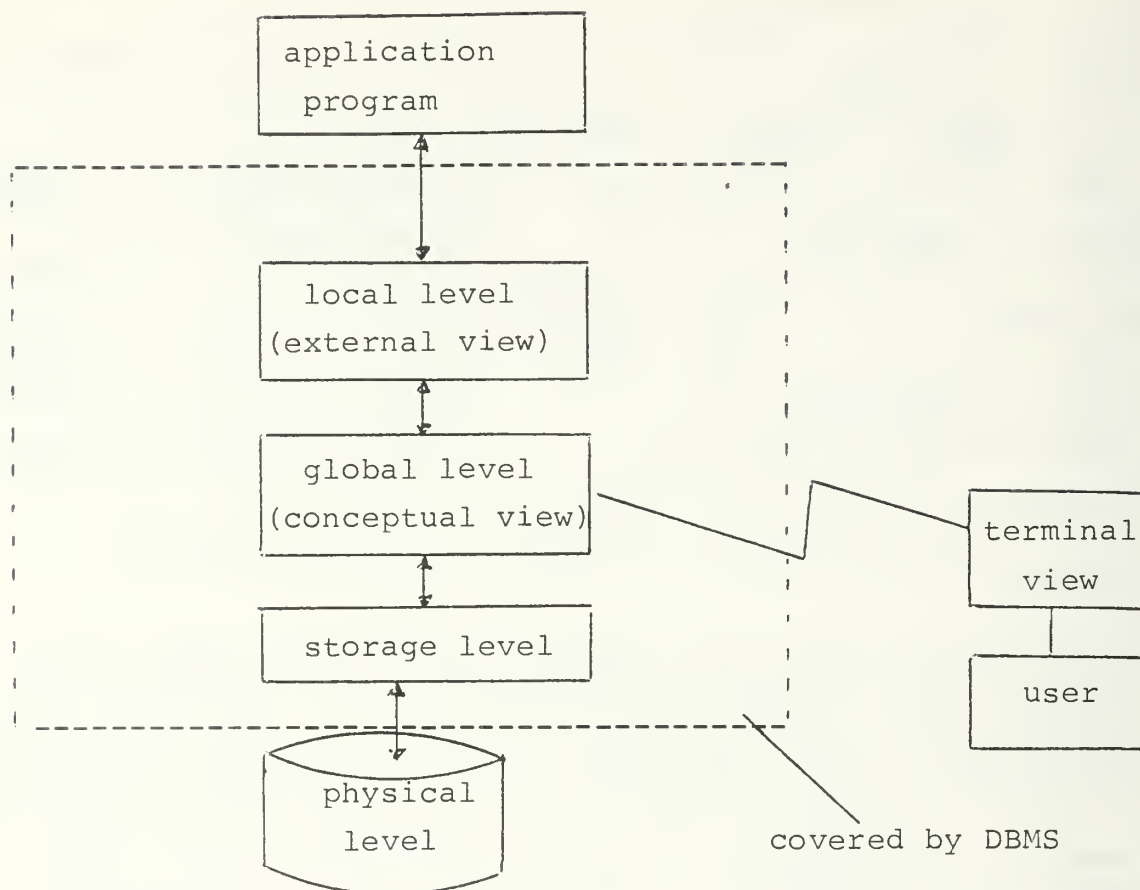 application
program
local level
(external view)
global level
(conceptual view)
terminal
view
storage level
user
physical
level
covered by DBMS